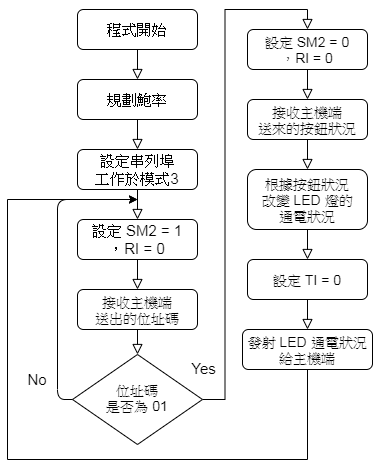 程式開始
規劃鮑率
設定串列埠
工作於模式3
設定 SM2 = 1
，RI = 0
接收主機端
送出的位址碼
位址碼
是否為 01
No
Yes
設定 SM2 = 0
，RI = 0
接收主機端
送來的按鈕狀況
根據按鈕狀況
改變 LED 燈的
通電狀況
設定 TI = 0
發射 LED 通電狀況
給主機端